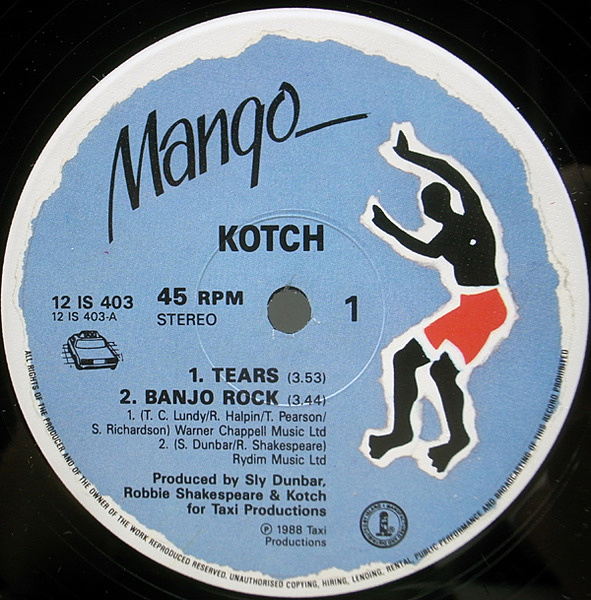 Mango
KOTCH
12 IS 403
12 IS 403-A
45 RPM
STEREO
1
1. TEARS (3.53)
2. BANJO ROCK (3.44)
1. (T. C. Lundy/R. Halpin/T. Pearson/
S. Richardson) Warner Chappell Music Ltd
2. (S. Dunbar/R. Shakespeare)
Rydim Music Ltd
Produced by Sly Dunbar,
Robbie Shakespeare & Kotch
for Taxi Productions
℗ 1988 Taxi
Productions
ALL RIGHTS OF THE PRODUCER AND OF THE OWNER OF THE WORK REPRODUCED RESERVED. UNAUTHORISED COPYING, HIRING, LENDING, RENTAL, PUBLIC PERFORMANCE AND BROADCASTING OF THIS RECORD PROHIBITED